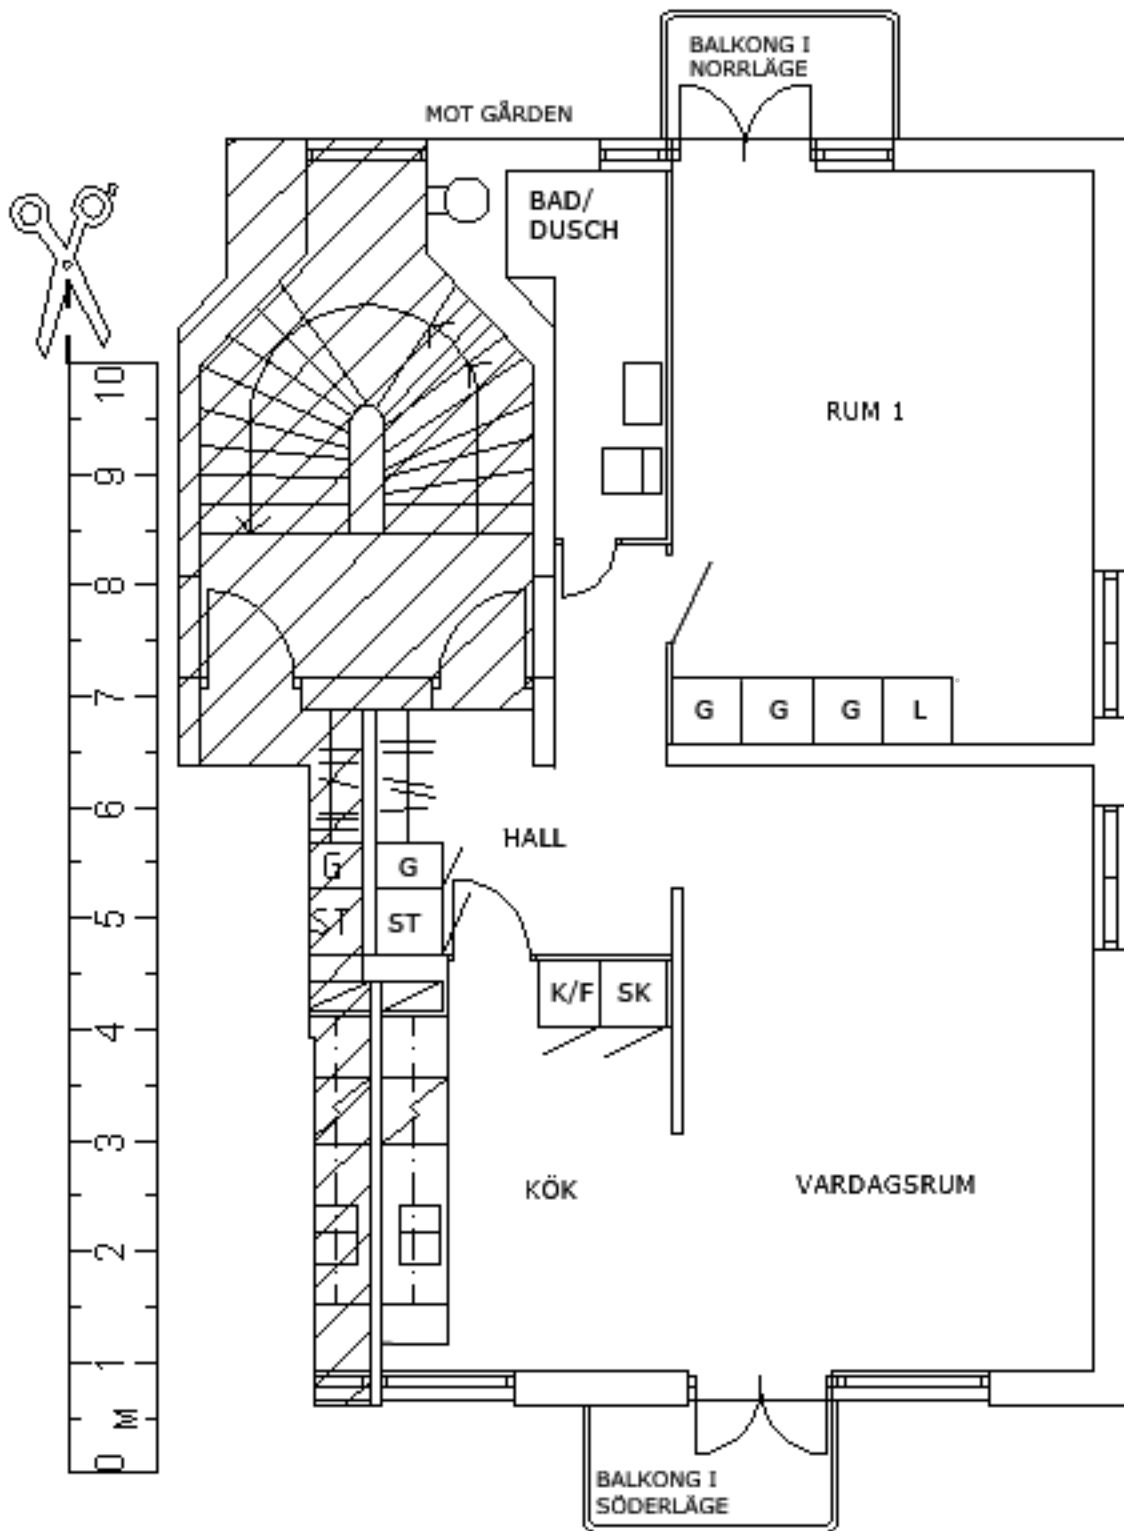 BALKONG I
NORRLÄGE
MOT GÅRDEN
BAD/
DUSCH
RUM 1
G G G L
HALL
G G
ST ST
K/F SK
KÖK
VARDAGSRUM
BALKONG I
SÖDERLÄGE
10
9
8
7
6
5
4
3
2
1
M
0